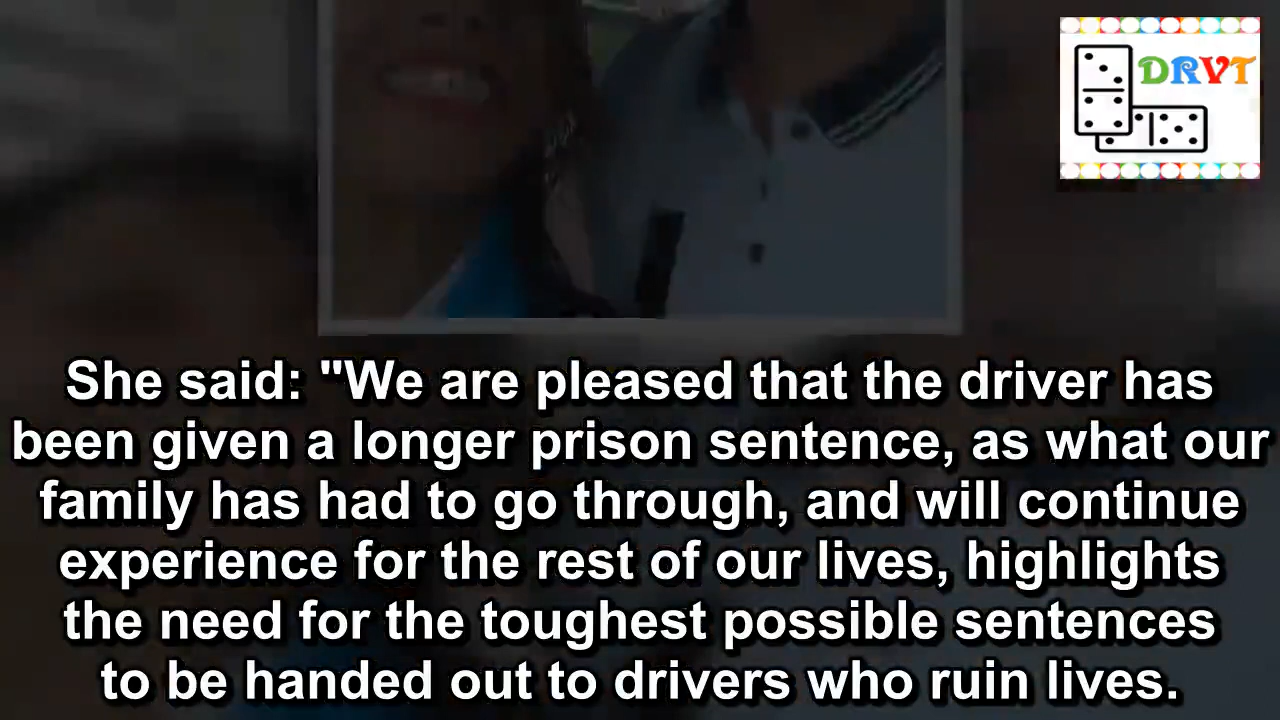 DRVT
She said: "We are pleased that the driver has
been given a longer prison sentence, as what our
family has had to go through, and will continue
experience for the rest of our lives, highlights
the need for the toughest possible sentences
to be handed out to drivers who ruin lives.